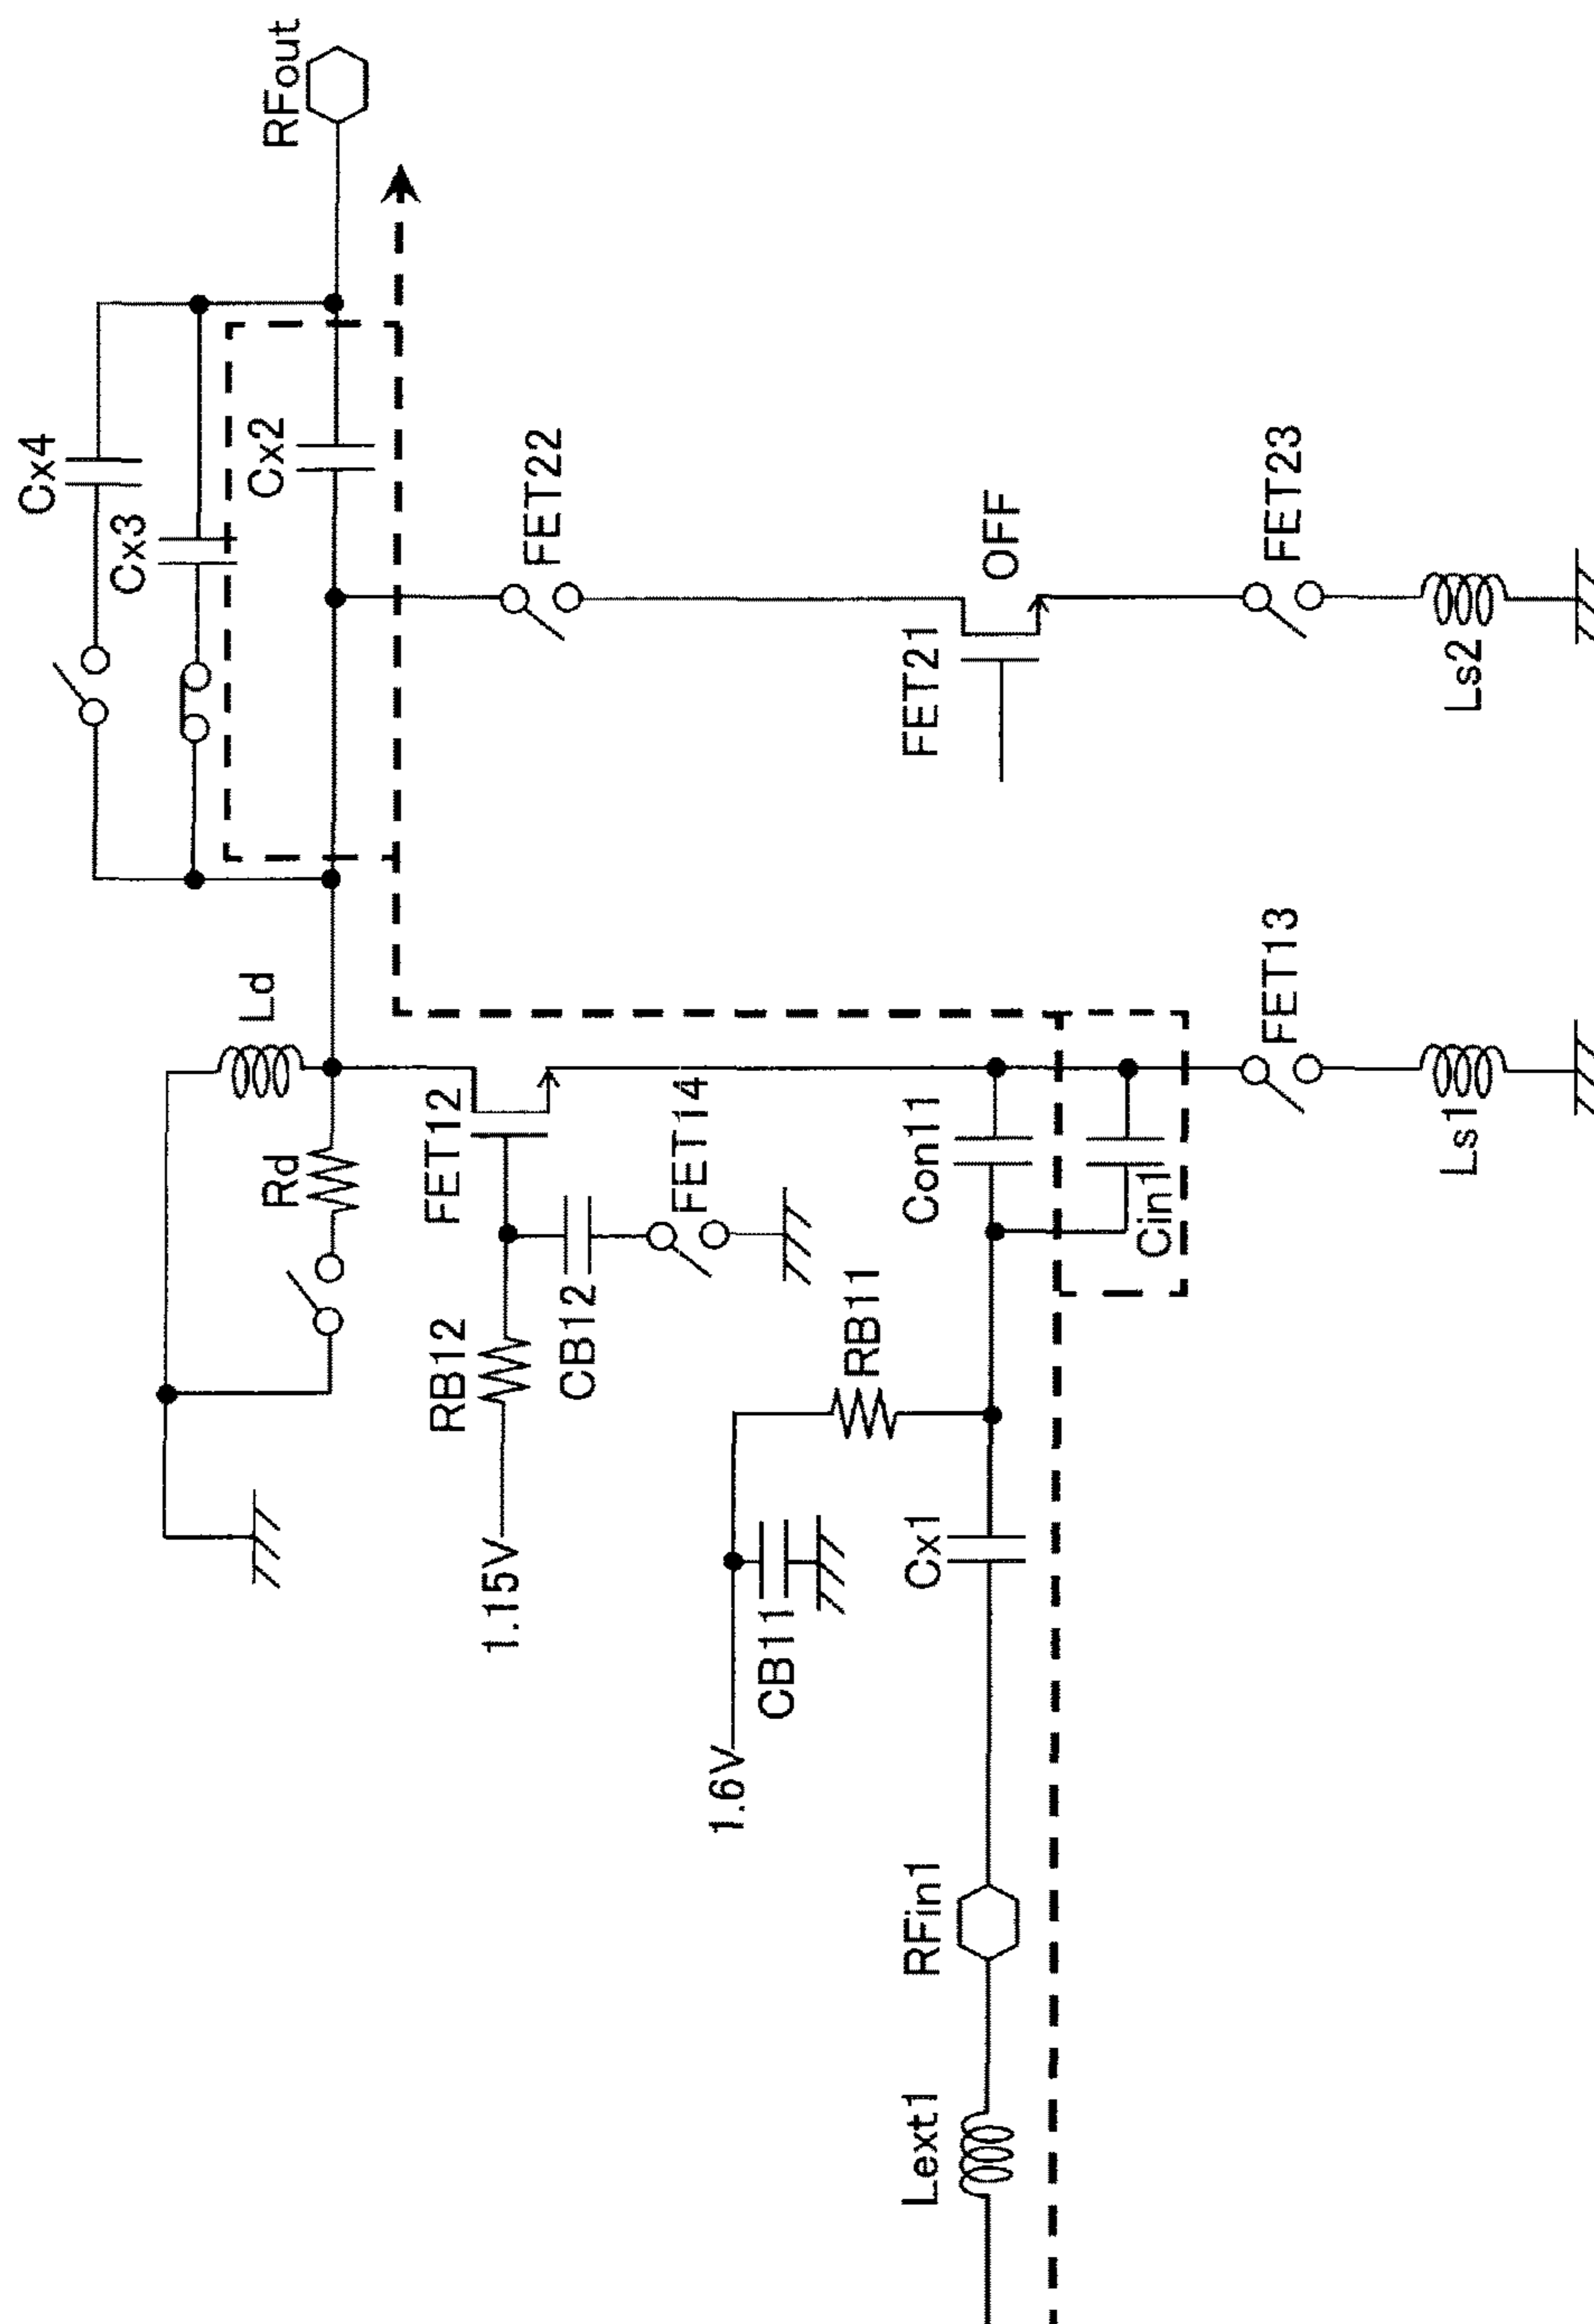 RFout
Cx4
Cx3
Cx2
FET22
OFF
FET21
FET23
Ls2
Ld
Rd
FET12
FET14
RB12
CB12
1.15V
Con11
Cin1
FET13
Ls1
RB11
CB11
1.6V
Cx1
RFin1
Lext1